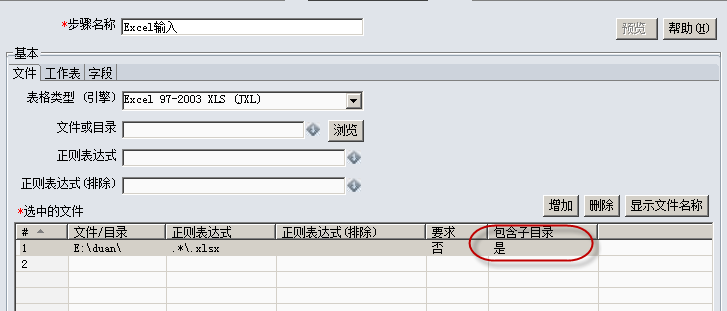 *步骤名称 Excel输入 预览 帮助(H)
基本
文件 工作表 字段
表格类型 (引擎) Excel 97-2003 XLS (JXL)
文件或目录 浏览
正则表达式
正则表达式(排除)
*选中的文件 增加 删除 显示文件名称
# 文件/目录 正则表达式 正则表达式(排除) 要求 包含子目录
1 E:\duan\ .*\.xlsx 否 是
2